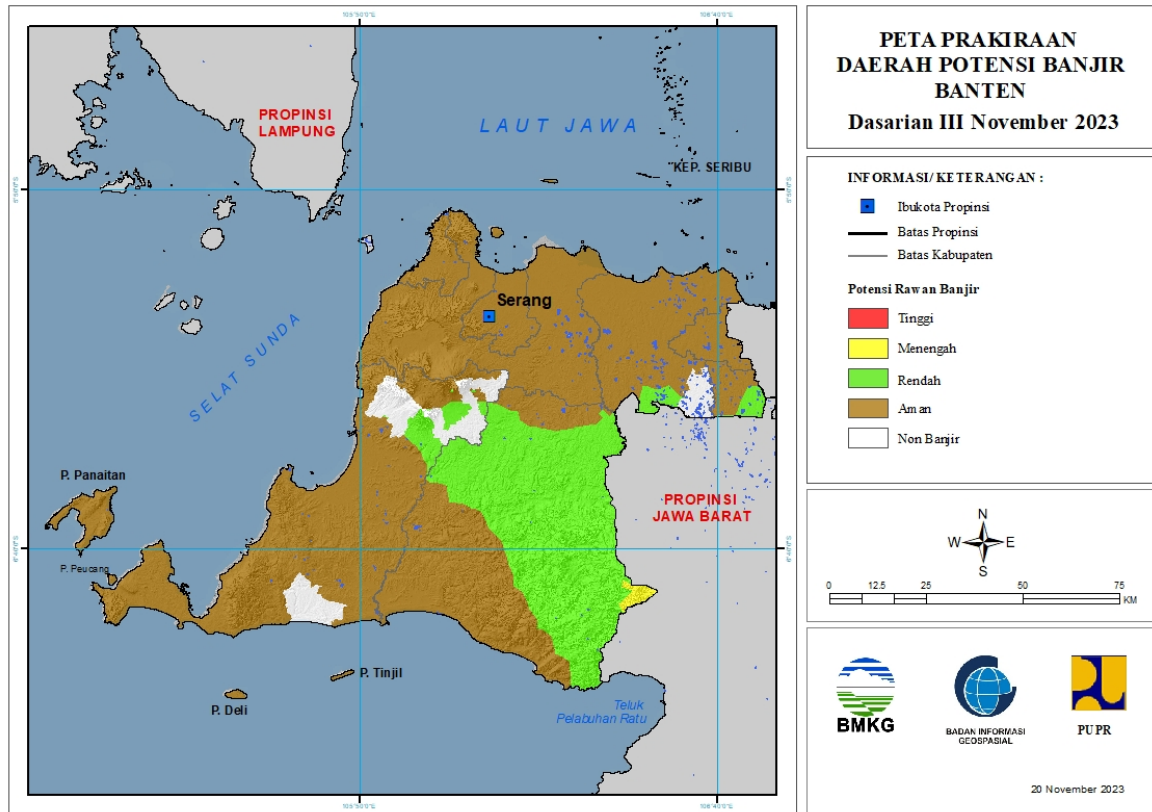 PETA PRAKIRAAN
DAERAH POTENSI BANJIR
BANTEN
Dasarian III November 2023
INFORMASI/ KETERANGAN :
Ibukota Propinsi
Batas Propinsi
Batas Kabupaten
Potensi Rawan Banjir
Tinggi
Menengah
Rendah
Aman
Non Banjir
N
W E
S
0 12.5 25 50 75
KM
BMKG
BADAN INFORMASI
GEOSPASIAL
PUPR
20 November 2023
PROPINSI
LAMPUNG
LAUT JAWA
KEP. SERIBU
Serang
SELAT SUNDA
P. Panaitan
P. Peucang
PROPINSI
JAWA BARAT
P. Tinjil
P. Deli
Teluk
Pelabuhan Ratu